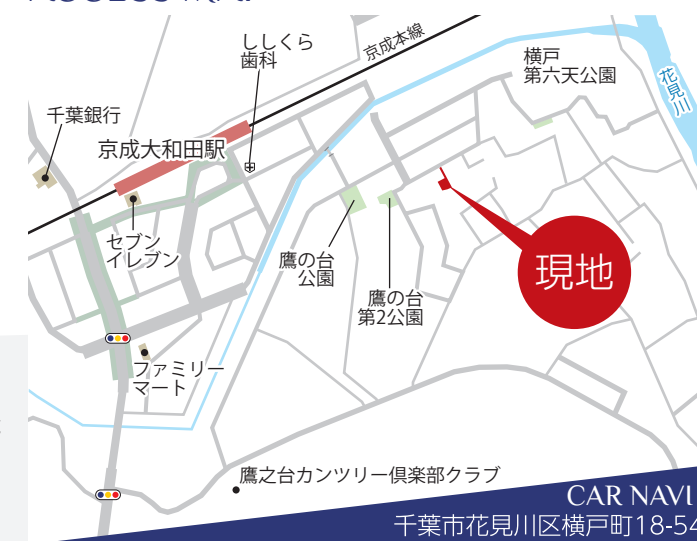 ししくら
歯科
京成本線
横戸
第六天公園
花見川
千葉銀行
京成大和田駅
セブン
イレブン
鷹の台
公園
鷹の台
第2公園
現地
ファミリー
マート
鷹之台カンツリー倶楽部クラブ
CAR NAVI
千葉市花見川区横戸町18-54